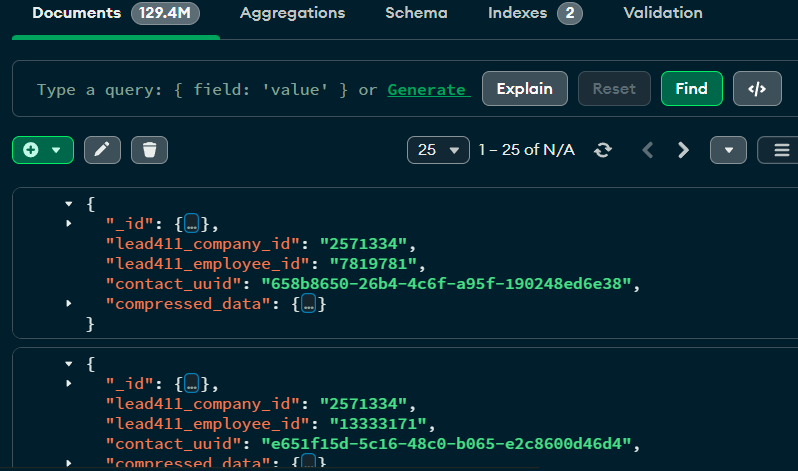 Documents 129.4M Aggregations Schema Indexes 2 Validation
Type a query: { field: 'value' } or Generate Explain Reset Find </>
25 1 – 25 of N/A
{
"_id": {…},
"lead411_company_id": "2571334",
"lead411_employee_id": "7819781",
"contact_uuid": "658b8650-26b4-4c6f-a95f-190248ed6e38",
"compressed_data": {…}
}
{
"_id": {…},
"lead411_company_id": "2571334",
"lead411_employee_id": "13333171",
"contact_uuid": "e651f15d-5c16-48c0-b065-e2c8600d46d4",
"compressed_data": {…}